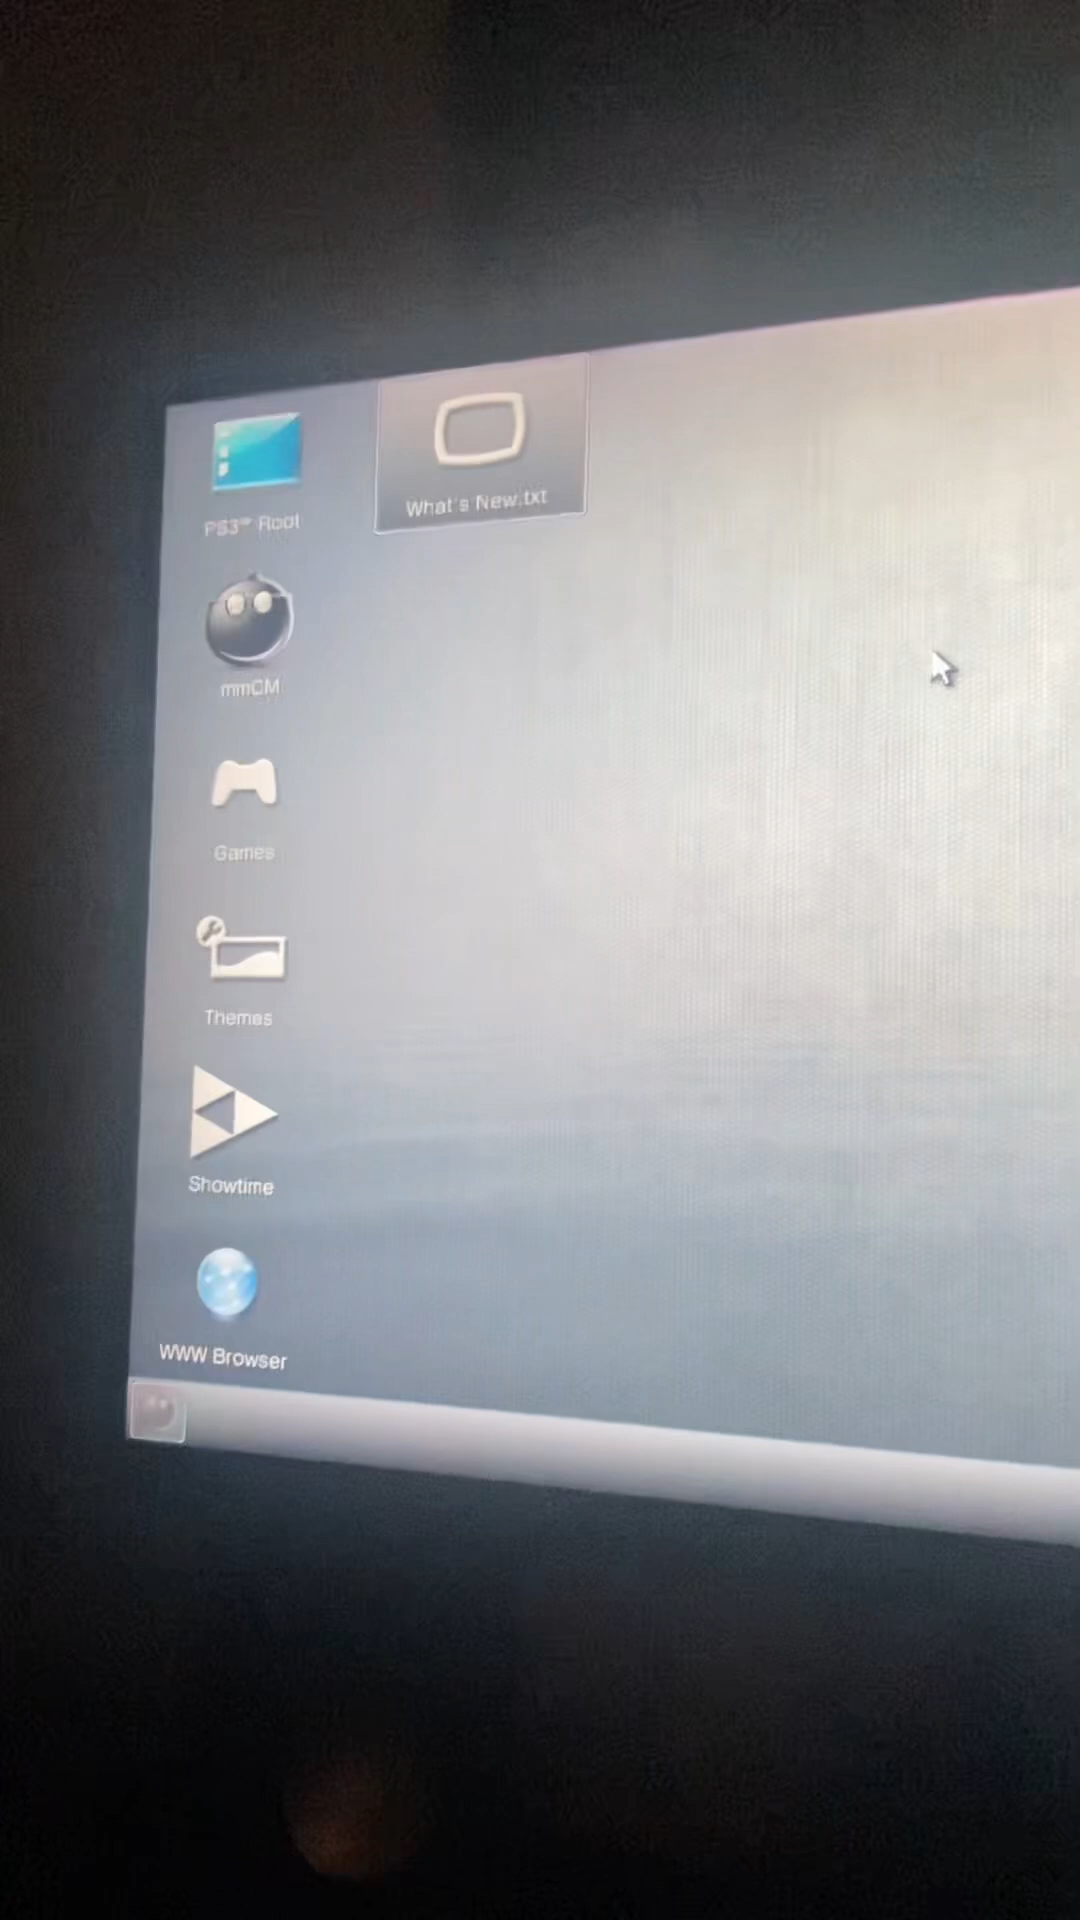 PS3™ Root
What's New.txt
mmCM
Games
Themes
Showtime
WWW Browser